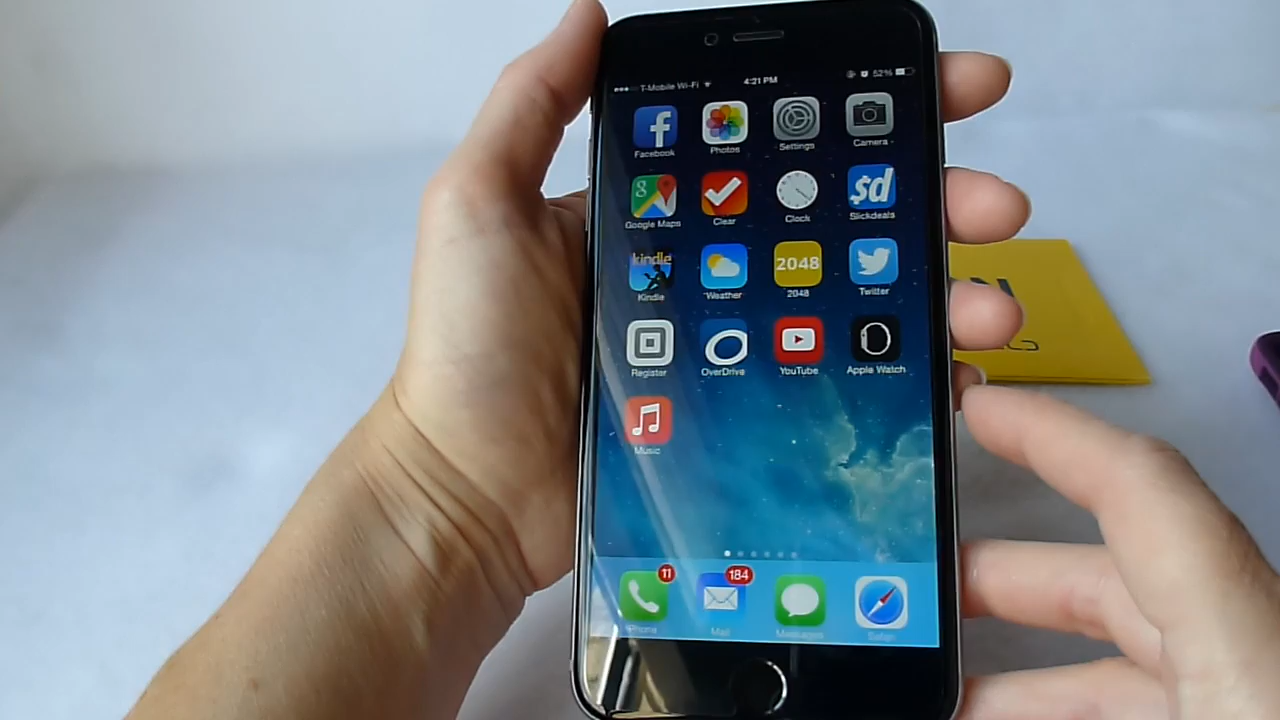 T-Mobile Wi-Fi 4:21 PM 52%
Facebook Photos Settings Camera
8
Google Maps Clear Clock Slickdeals
$d
kindle 2048
Kindle Weather 2048 Twitter
Register OverDrive YouTube Apple Watch
Music
11 184
Phone Mail Messages Safari